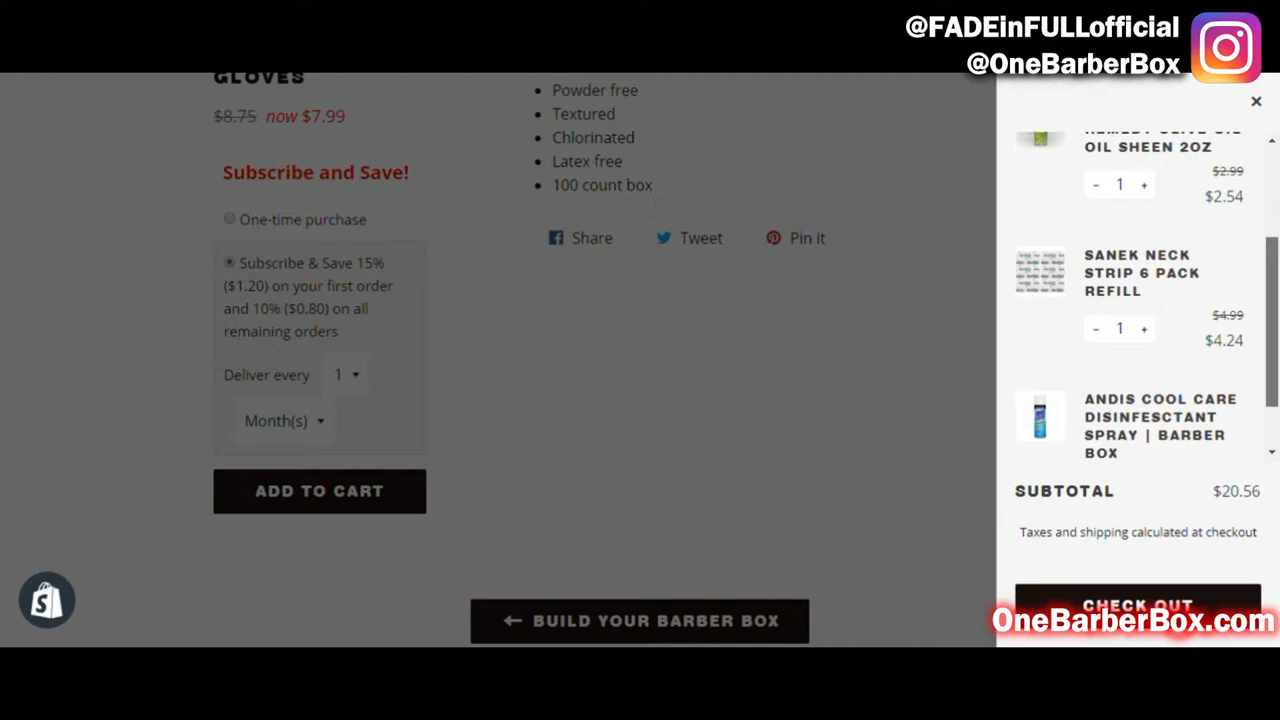 @FADEinFULLofficial
@OneBarberBox
GLOVES
$8.75 now $7.99
Subscribe and Save!
One-time purchase
Subscribe & Save 15%
($1.20) on your first order
and 10% ($0.80) on all
remaining orders
Deliver every 1
Month(s)
ADD TO CART
Powder free
Textured
Chlorinated
Latex free
100 count box
Share Tweet Pin it
← BUILD YOUR BARBER BOX
×
REMEDY OLIVE OIL
OIL SHEEN 2OZ
- 1 +
$2.99
$2.54
SANEK NECK
STRIP 6 PACK
REFILL
- 1 +
$4.99
$4.24
ANDIS COOL CARE
DISINFESCTANT
SPRAY | BARBER
BOX
SUBTOTAL $20.56
Taxes and shipping calculated at checkout
CHECK OUT
OneBarberBox.com